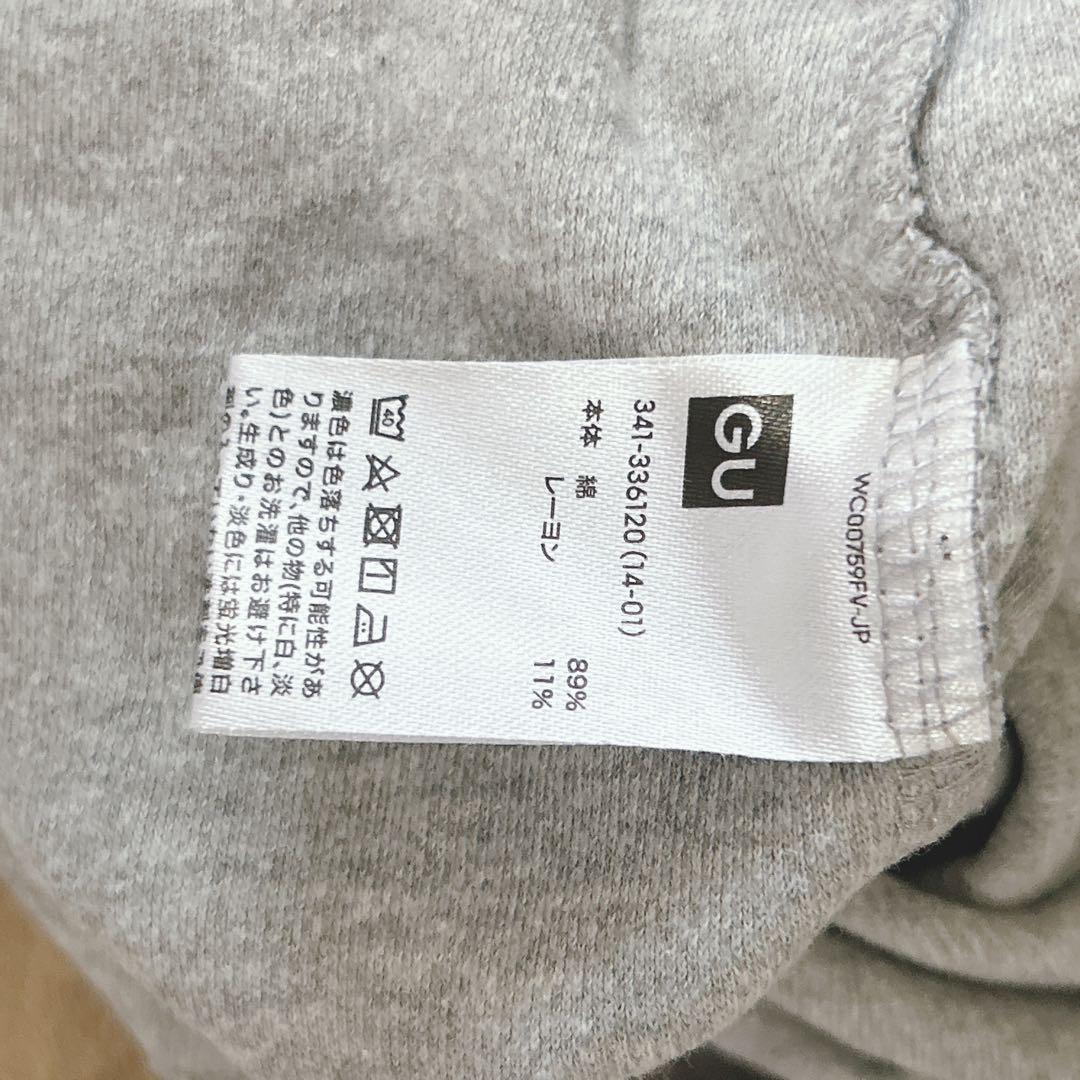 WC00759FV-JP
GU
341-336120(14-01)
本体 綿 89%
レーヨン 11%
40
濃色は色落ちする可能性があ
りますので、他の物(特に白、淡
色)とのお洗濯はお避け下さ
い。生成り・淡色には蛍光増白